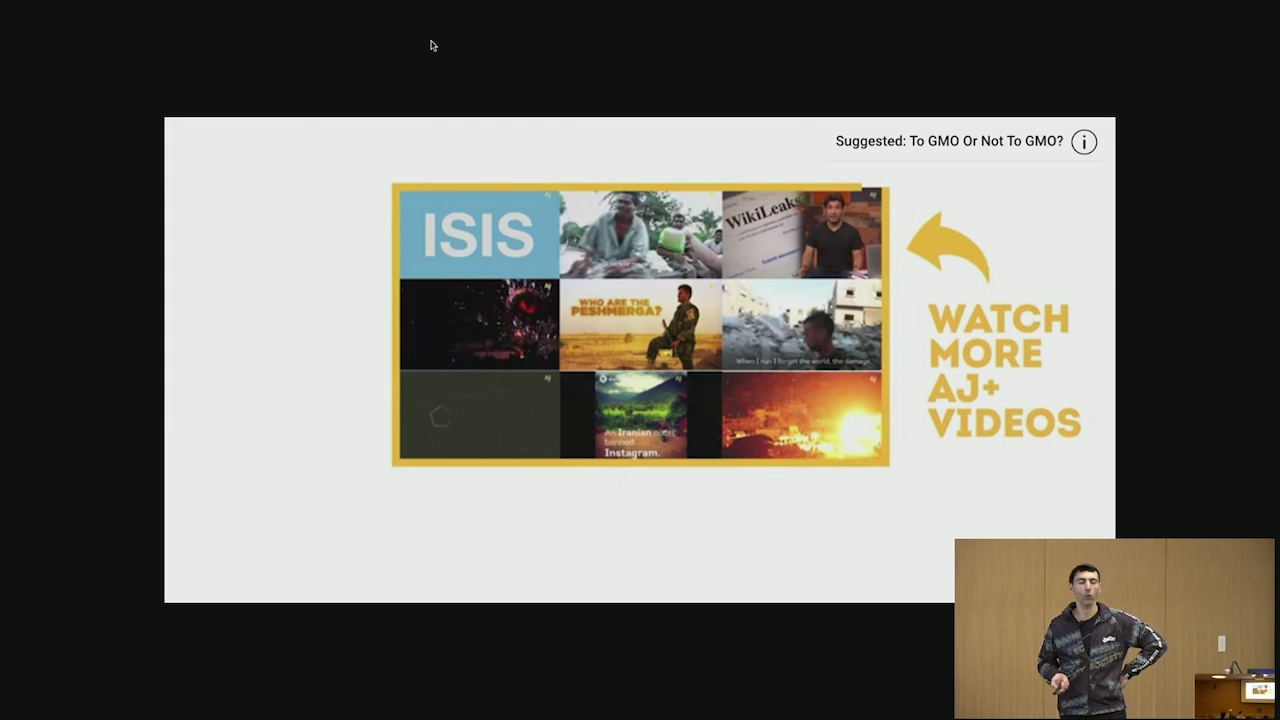 Suggested: To GMO Or Not To GMO? i
ISIS
WikiLeaks
WHO ARE THE
PESHMERGA?
When I run I forget the world, the damage.
An Iranian court
banned
Instagram.
WATCH
MORE
AJ+
VIDEOS